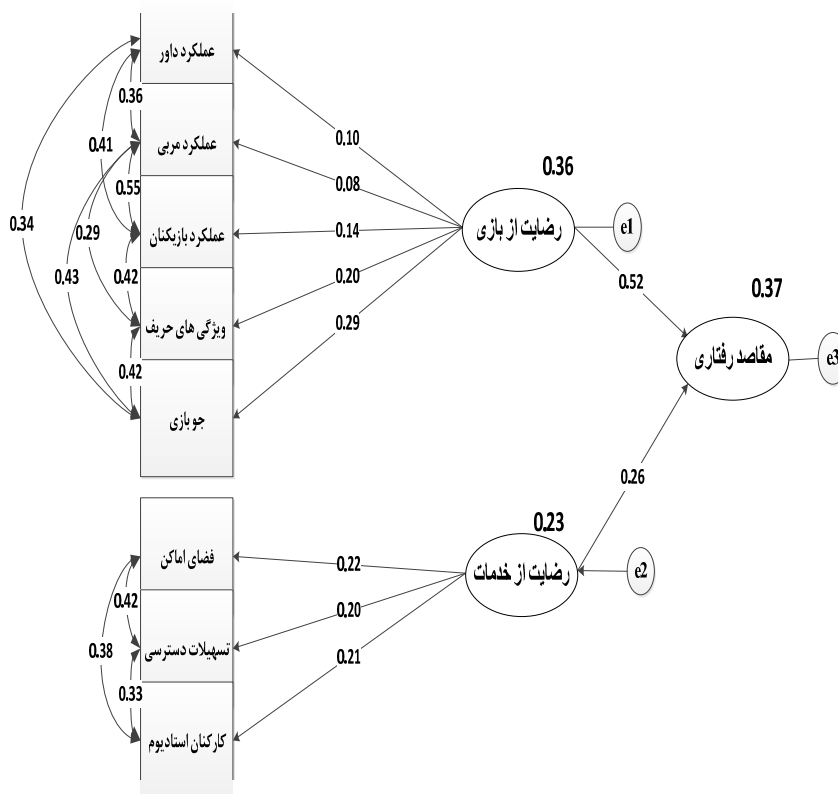 عملکرد داور
0.36
عملکرد مربی
0.41
0.55
عملکرد بازیکنان
0.34
0.29
0.43
0.42
ویژگی های حریف
0.42
جو بازی
0.10
0.08
0.14
0.20
0.29
0.36
رضایت از بازی
e1
0.52
0.37
مقاصد رفتاری
e3
0.26
فضای اماکن
0.42
تسهیلات دسترسی
0.38
0.33
کارکنان استادیوم
0.22
0.20
0.21
0.23
رضایت از خدمات
e2